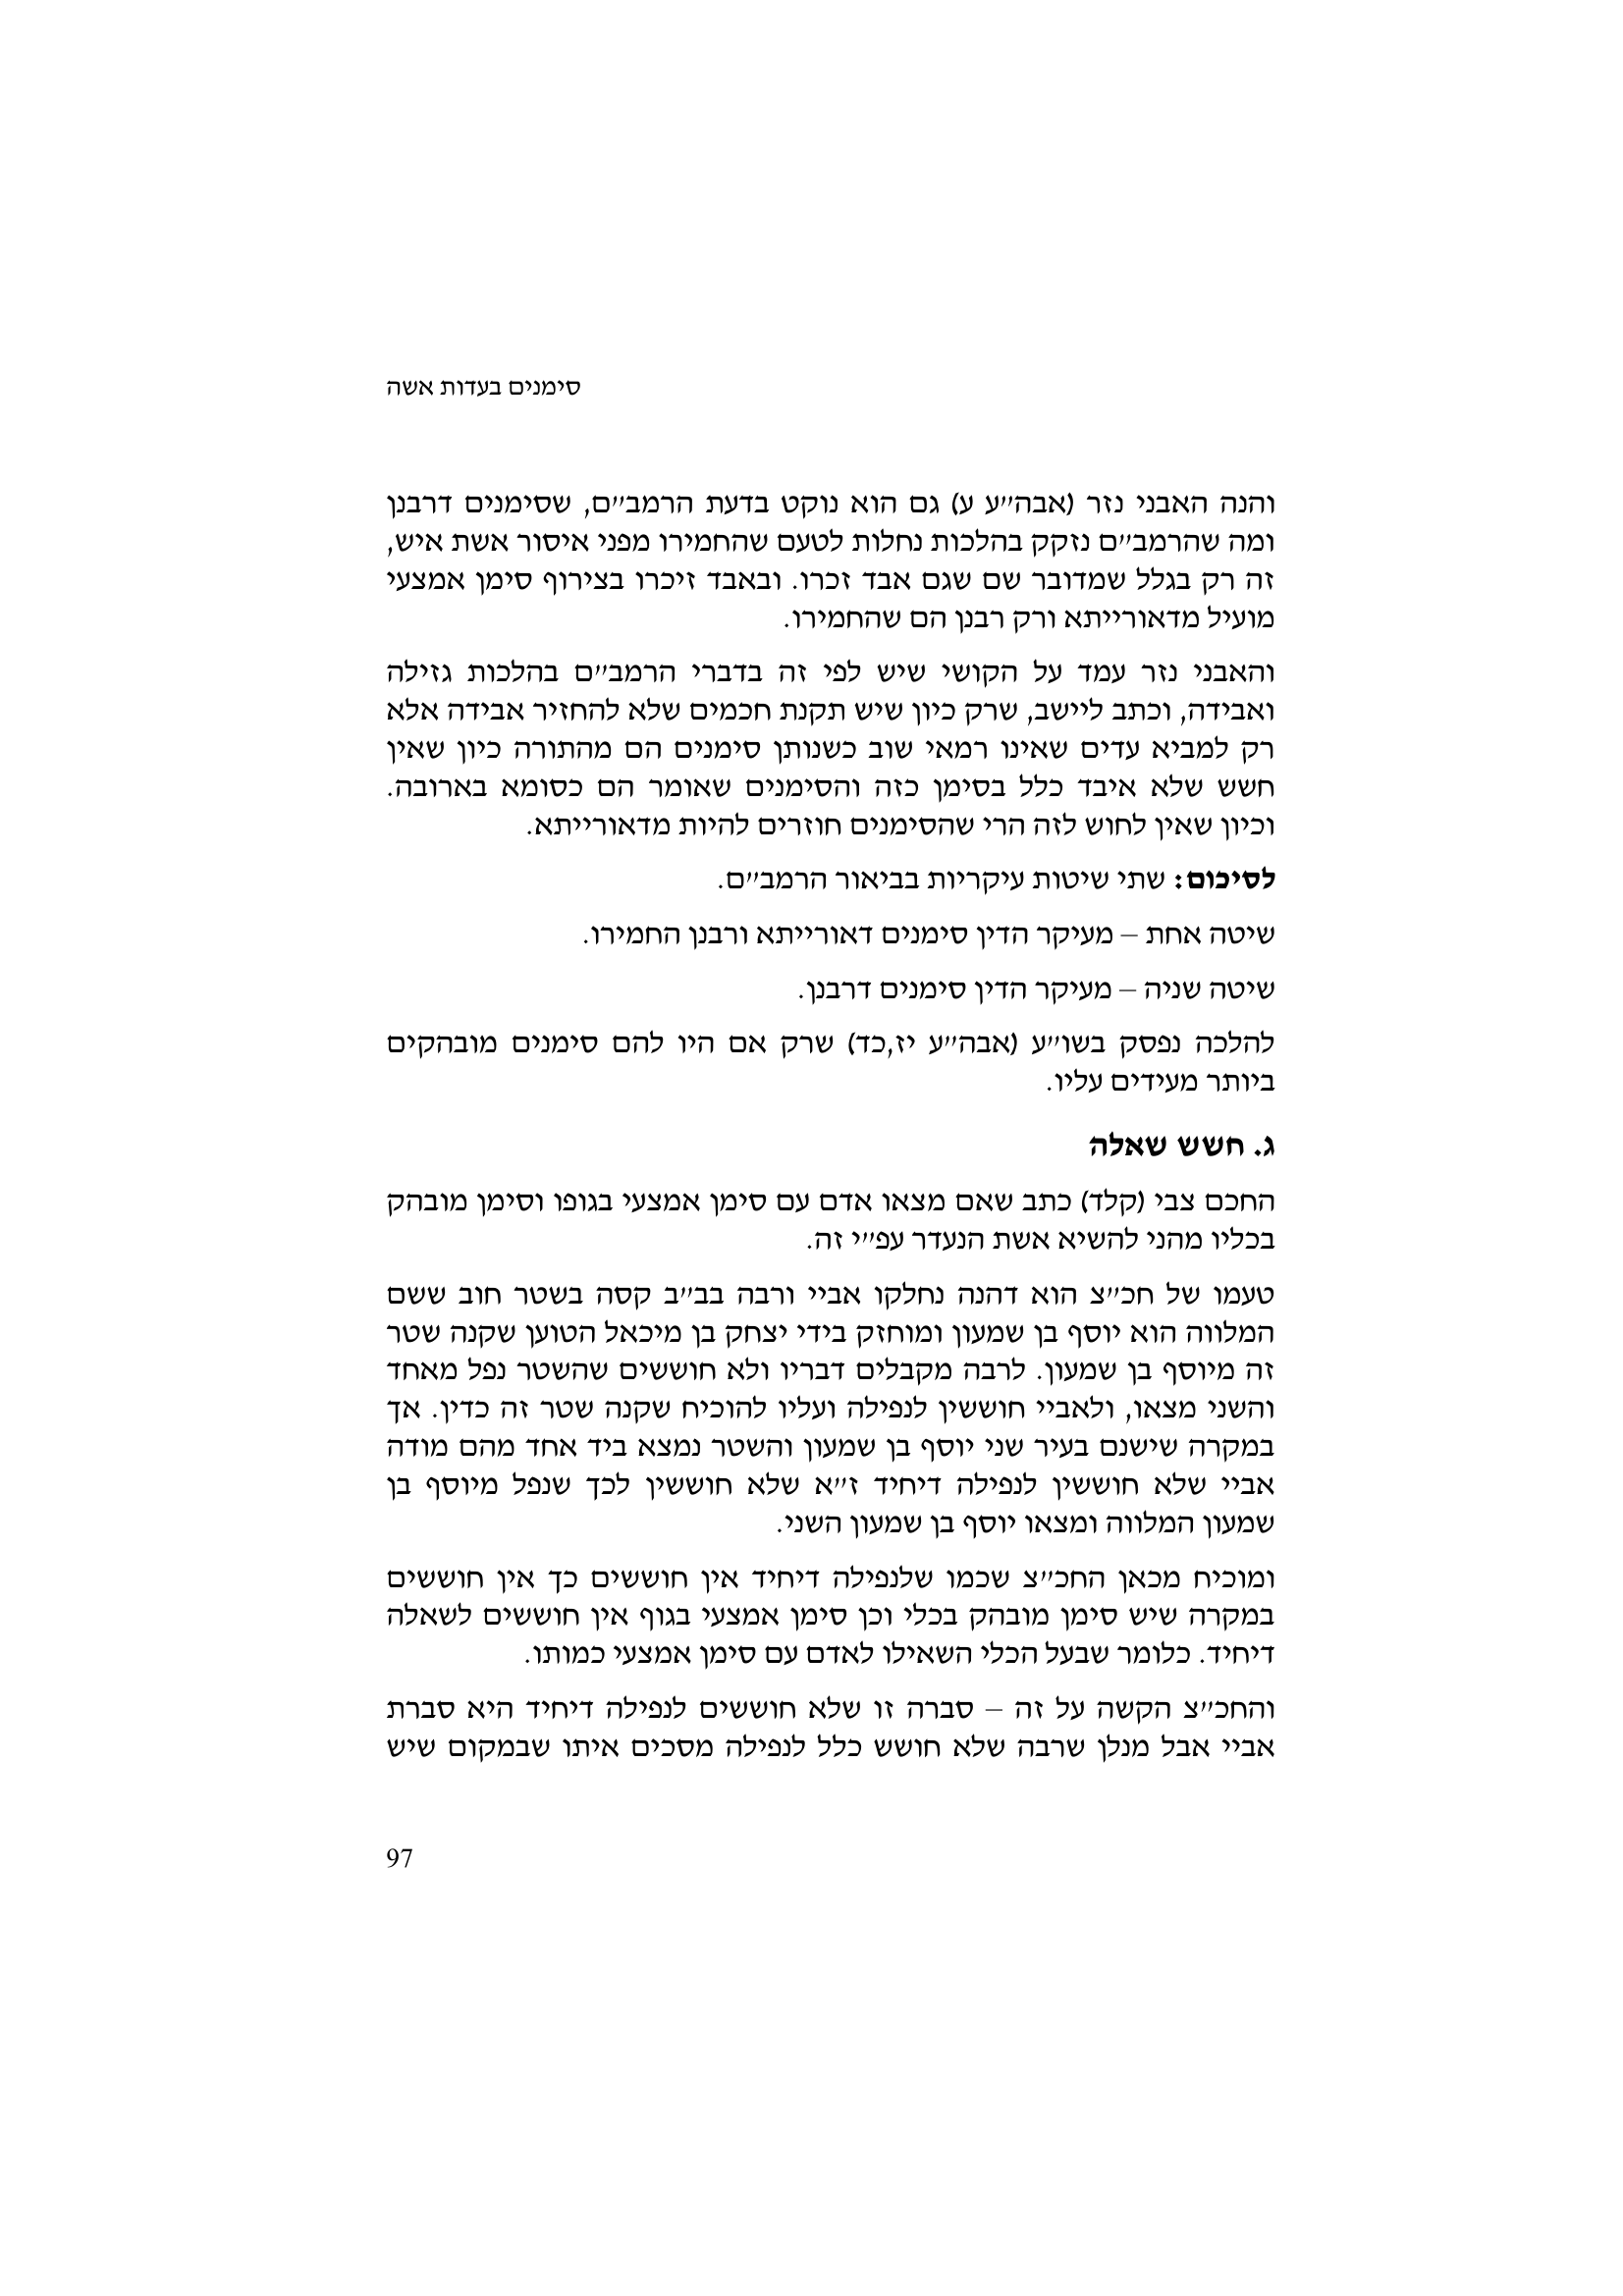 סימנים בעדות אשה
והנה האבני נזר (אבה״ע ע) גם הוא נוקט בדעת הרמב״ם, שסימנים דרבנן
ומה שהרמב״ם נזקק בהלכות נחלות לטעם שהחמירו מפני איסור אשת איש,
זה רק בגלל שמדובר שם שגם אבד זכרו. ובאבד זיכרו בצירוף סימן אמצעי
מועיל מדאורייתא ורק רבנן הם שהחמירו.
והאבני נזר עמד על הקושי שיש לפי זה בדברי הרמב״ם בהלכות גזילה
ואבידה, וכתב ליישב, שרק כיון שיש תקנת חכמים שלא להחזיר אבידה אלא
רק למביא עדים שאינו רמאי שוב כשנותן סימנים הם מהתורה כיון שאין
חשש שלא איבד כלל בסימן כזה והסימנים שאומר הם כסומא בארובה.
וכיון שאין לחוש לזה הרי שהסימנים חוזרים להיות מדאורייתא.
לסיכום: שתי שיטות עיקריות בביאור הרמב״ם.
שיטה אחת – מעיקר הדין סימנים דאורייתא ורבנן החמירו.
שיטה שניה – מעיקר הדין סימנים דרבנן.
להלכה נפסק בשו״ע (אבה״ע יז,כד) שרק אם היו להם סימנים מובהקים
ביותר מעידים עליו.
ג. חשש שאלה
החכם צבי (קלד) כתב שאם מצאו אדם עם סימן אמצעי בגופו וסימן מובהק
בכליו מהני להשיא אשת הנעדר עפ״י זה.
טעמו של חכ״צ הוא דהנה נחלקו אביי ורבה בב״ב קסה בשטר חוב ששם
המלווה הוא יוסף בן שמעון ומוחזק בידי יצחק בן מיכאל הטוען שקנה שטר
זה מיוסף בן שמעון. לרבה מקבלים דבריו ולא חוששים שהשטר נפל מאחד
והשני מצאו, ולאביי חוששין לנפילה ועליו להוכיח שקנה שטר זה כדין. אך
במקרה שישנם בעיר שני יוסף בן שמעון והשטר נמצא ביד אחד מהם מודה
אביי שלא חוששין לנפילה דיחיד ז״א שלא חוששין לכך שנפל מיוסף בן
שמעון המלווה ומצאו יוסף בן שמעון השני.
ומוכיח מכאן החכ״צ שכמו שלנפילה דיחיד אין חוששים כך אין חוששים
במקרה שיש סימן מובהק בכלי וכן סימן אמצעי בגוף אין חוששים לשאלה
דיחיד. כלומר שבעל הכלי השאילו לאדם עם סימן אמצעי כמותו.
והחכ״צ הקשה על זה – סברה זו שלא חוששים לנפילה דיחיד היא סברת
אביי אבל מנלן שרבה שלא חושש כלל לנפילה מסכים איתו שבמקום שיש
97